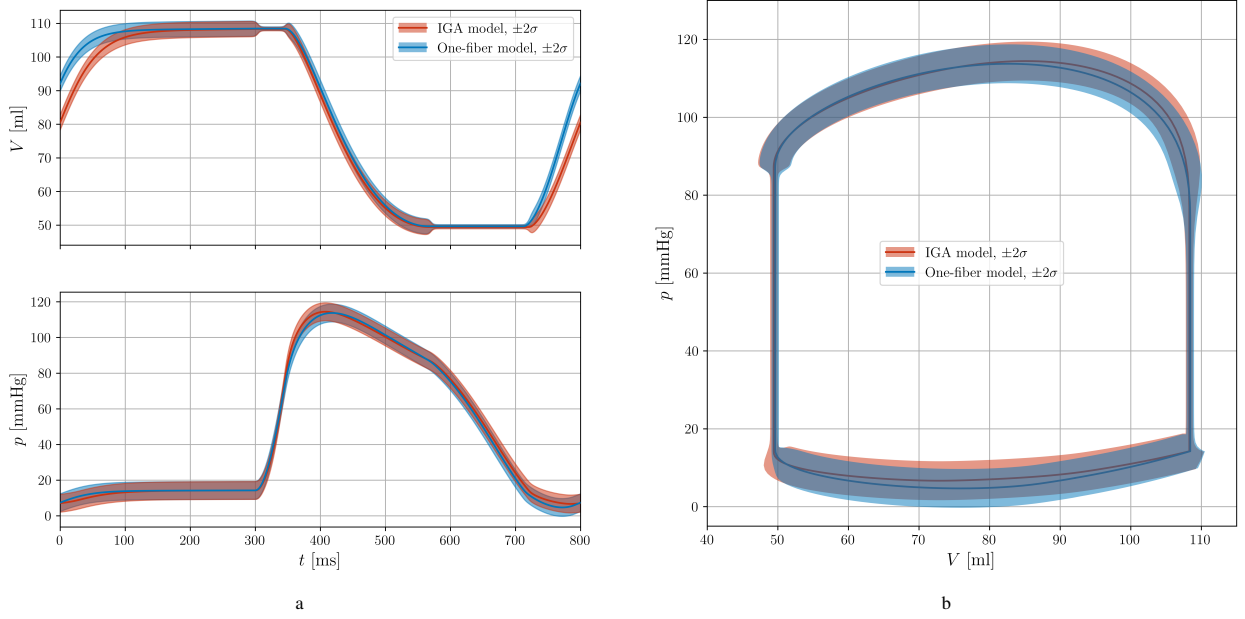 110
100
90
80
70
60
50
V [ml]
IGA model, ±2σ
One-fiber model, ±2σ
120
100
80
60
40
20
0
p [mmHg]
0 100 200 300 400 500 600 700 800
t [ms]
a
120
100
80
60
40
20
0
p [mmHg]
IGA model, ±2σ
One-fiber model, ±2σ
40 50 60 70 80 90 100 110
V [ml]
b